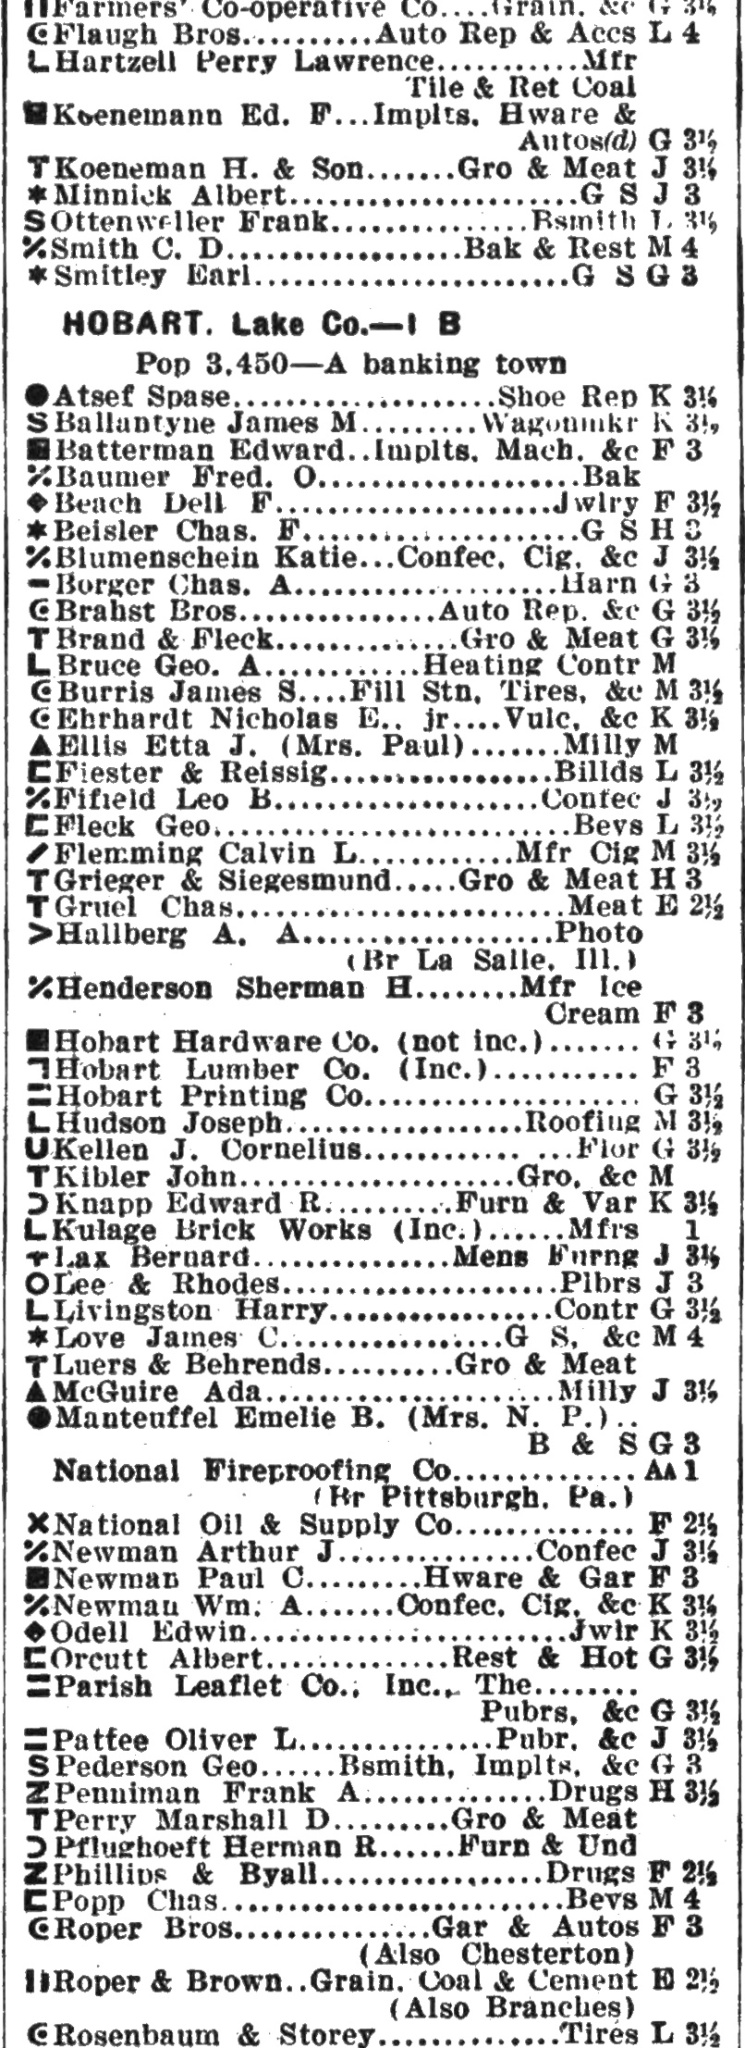 Farmers' Co-operative Co....Grain, &c G 3½
Flaugh Bros..........Auto Rep & Accs L 4
Hartzell Perry Lawrence...........Mfr
Tile & Ret Coal
Koenemann Ed. F...Implts, Hware &
Autos(d) G 3½
Koeneman H. & Son.......Gro & Meat J 3½
Minnick Albert.......................G S J 3
Ottenweller Frank................Bsmith L 3½
Smith C. D..................Bak & Rest M 4
Smitley Earl.........................G S G 3
HOBART, Lake Co.—I B
Pop 3,450—A banking town
Atsef Spase....................Shoe Rep K 3½
Ballantyne James M.........Wagonmkr K 3½
Batterman Edward..Implts, Mach, &c F 3
Baumer Fred. O....................Bak
Beach Dell F......................Jwlry F 3½
Beisler Chas. F......................G S H 3
Blumenschein Katie...Confec, Cig, &c J 3½
Borger Chas. A.....................Harn G 3
Brahst Bros...............Auto Rep, &c G 3½
Brand & Fleck..............Gro & Meat G 3½
Bruce Geo. A............Heating Contr M
Burris James S....Fill Stn, Tires, &c M 3½
Ehrhardt Nicholas E., jr....Vulc, &c K 3½
Ellis Etta J. (Mrs. Paul).......Milly M
Fiester & Reissig.................Billds L 3½
Fifield Leo B....................Confec J 3½
Fleck Geo..........................Bevs L 3½
Flemming Calvin L............Mfr Cig M 3½
Grieger & Siegesmund.....Gro & Meat H 3
Gruel Chas.........................Meat E 2½
Hallberg A. A...................Photo
(Br La Salle, Ill.)
Henderson Sherman H........Mfr Ice
Cream F 3
Hobart Hardware Co. (not inc.)....... G 3½
Hobart Lumber Co. (Inc.)........... F 3
Hobart Printing Co..................... G 3½
Hudson Joseph..................Roofing M 3½
Kellen J. Cornelius............ ...Flor G 3½
Kibler John.....................Gro, &c M
Knapp Edward R..........Furn & Var K 3½
Kulage Brick Works (Inc.)......Mfrs 1
Lax Bernard...............Mens Furng J 3½
Lee & Rhodes.....................Plbrs J 3
Livingston Harry.................Contr G 3½
Love James C.................G S, &c M 4
Luers & Behrends..........Gro & Meat
McGuire Ada......................Milly J 3½
Manteuffel Emelie B. (Mrs. N. P.)..
B & S G 3
National Fireproofing Co.............. AA 1
(Br Pittsburgh, Pa.)
National Oil & Supply Co.............. F 2½
Newman Arthur J...............Confec J 3½
Newman Paul C.........Hware & Gar F 3
Newman Wm. A.......Confec, Cig, &c K 3½
Odell Edwin.........................Jwlr K 3½
Orcutt Albert..............Rest & Hot G 3½
Parish Leaflet Co., Inc., The........
Pubrs, &c G 3½
Pattee Oliver L...............Pubr, &c J 3½
Pederson Geo......Bsmith, Implts, &c G 3
Penniman Frank A..............Drugs H 3½
Perry Marshall D.........Gro & Meat
Pflughoeft Herman R......Furn & Und
Phillips & Byall..................Drugs F 2½
Popp Chas..........................Bevs M 4
Roper Bros...............Gar & Autos F 3
(Also Chesterton)
Roper & Brown..Grain, Coal & Cement E 2½
(Also Branches)
Rosenbaum & Storey..............Tires L 3½